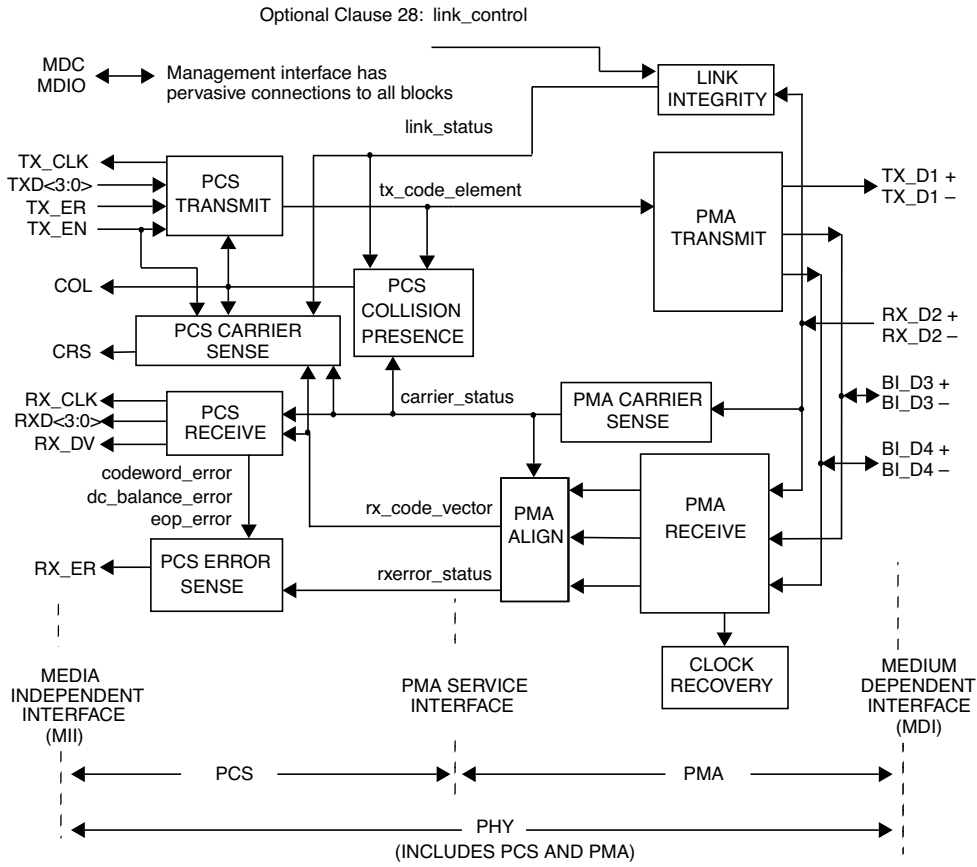 Optional Clause 28: link_control
MDC
MDIO
Management interface has
pervasive connections to all blocks
LINK
INTEGRITY
link_status
TX_CLK
TXD<3:0>
TX_ER
TX_EN
PCS
TRANSMIT
tx_code_element
PMA
TRANSMIT
TX_D1 +
TX_D1 –
COL
PCS
COLLISION
PRESENCE
PCS CARRIER
SENSE
CRS
RX_D2 +
RX_D2 –
RX_CLK
RXD<3:0>
RX_DV
PCS
RECEIVE
carrier_status
PMA CARRIER
SENSE
BI_D3 +
BI_D3 –
BI_D4 +
BI_D4 –
codeword_error
dc_balance_error
eop_error
rx_code_vector
PMA
ALIGN
PMA
RECEIVE
RX_ER
PCS ERROR
SENSE
rxerror_status
CLOCK
RECOVERY
MEDIA
INDEPENDENT
INTERFACE
(MII)
PMA SERVICE
INTERFACE
MEDIUM
DEPENDENT
INTERFACE
(MDI)
PCS
PMA
PHY
(INCLUDES PCS AND PMA)